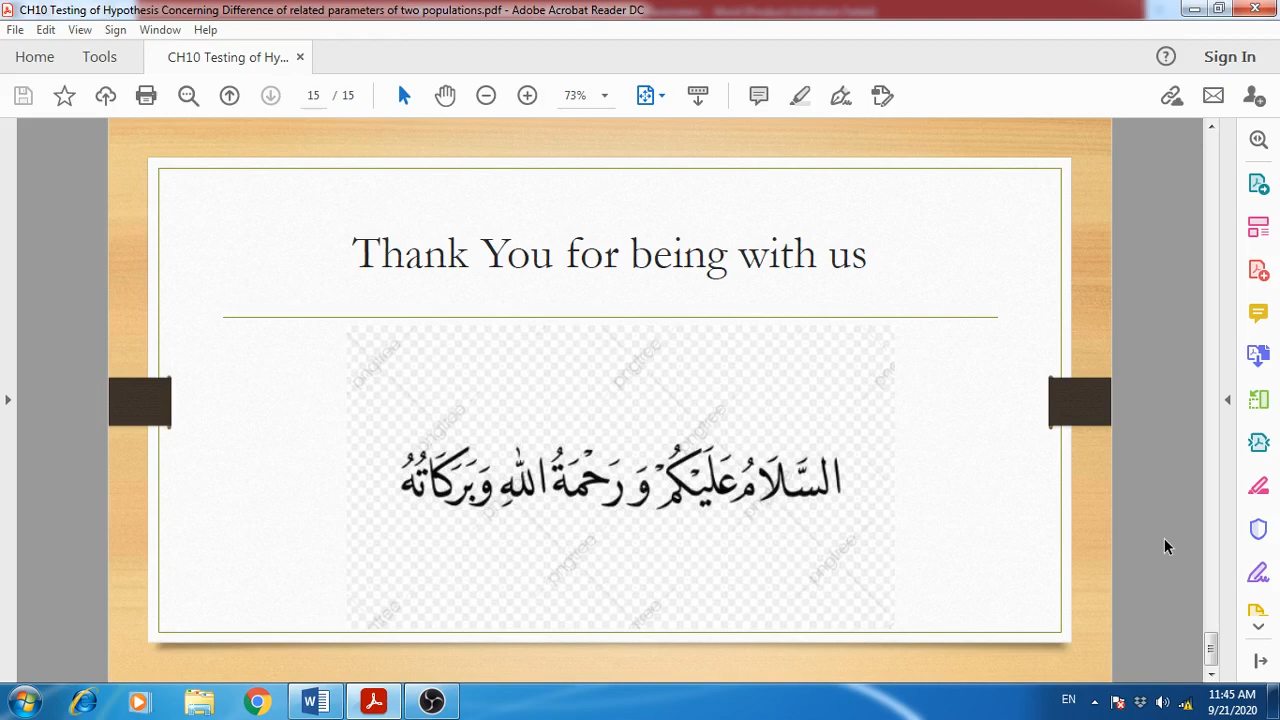 CH10 Testing of Hypothesis Concerning Difference of related parameters of two populations.pdf - Adobe Acrobat Reader DC
File Edit View Sign Window Help
Home Tools CH10 Testing of Hy... × Sign In
15 / 15 73%
Thank You for being with us
السَّلَامُ عَلَيْكُمْ وَ رَحْمَةُ اللهِ وَبَرَكَاتُهُ
pngtree
EN 11:45 AM
9/21/2020